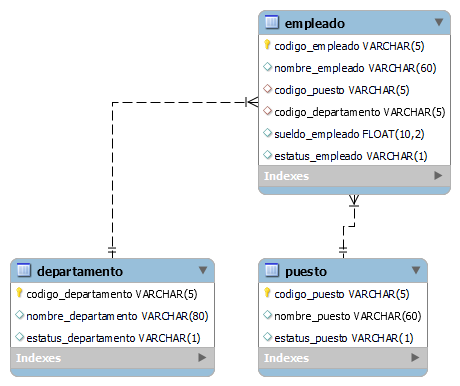 empleado
codigo_empleado VARCHAR(5)
nombre_empleado VARCHAR(60)
codigo_puesto VARCHAR(5)
codigo_departamento VARCHAR(5)
sueldo_empleado FLOAT(10,2)
estatus_empleado VARCHAR(1)
Indexes
departamento
codigo_departamento VARCHAR(5)
nombre_departamento VARCHAR(80)
estatus_departamento VARCHAR(1)
Indexes
puesto
codigo_puesto VARCHAR(5)
nombre_puesto VARCHAR(60)
estatus_puesto VARCHAR(1)
Indexes